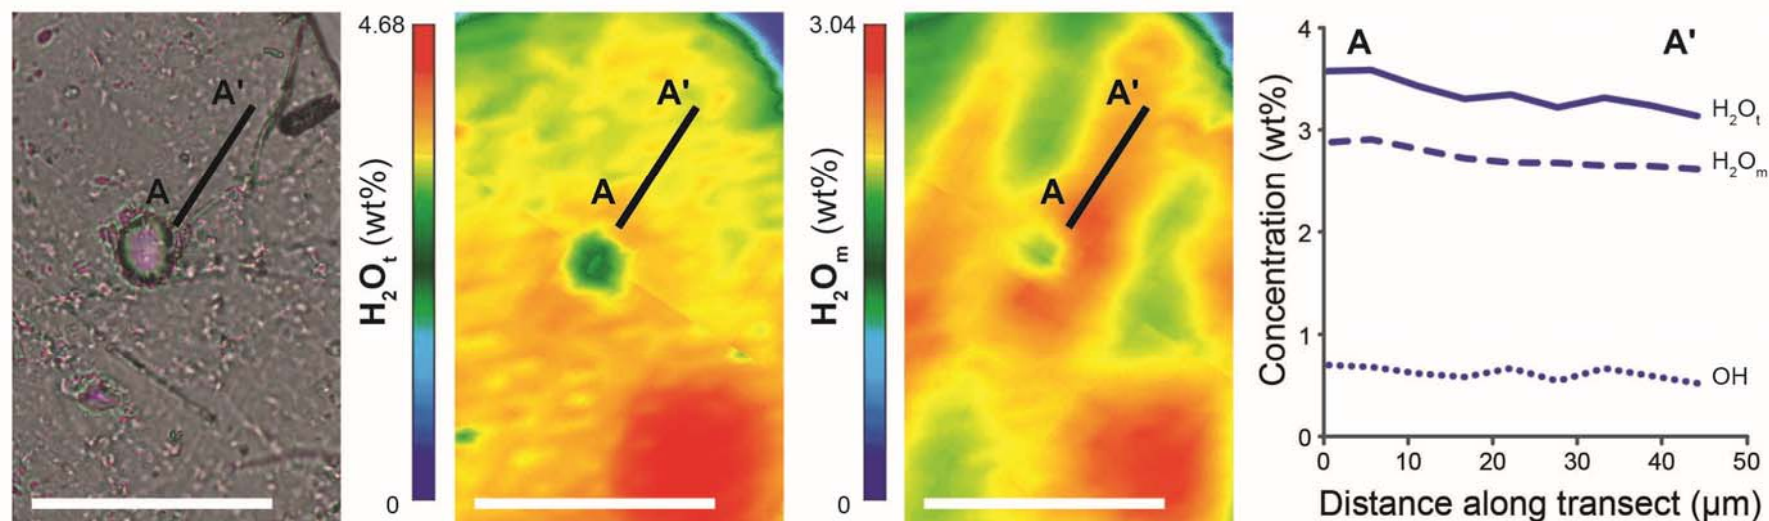 A'
A
4.68
H₂Oₜ (wt%)
0
A'
A
3.04
H₂Oₘ (wt%)
0
A'
A
Concentration (wt%)
4
3
2
1
0
A
A'
H₂Oₜ
H₂Oₘ
OH
0
10
20
30
40
50
Distance along transect (μm)